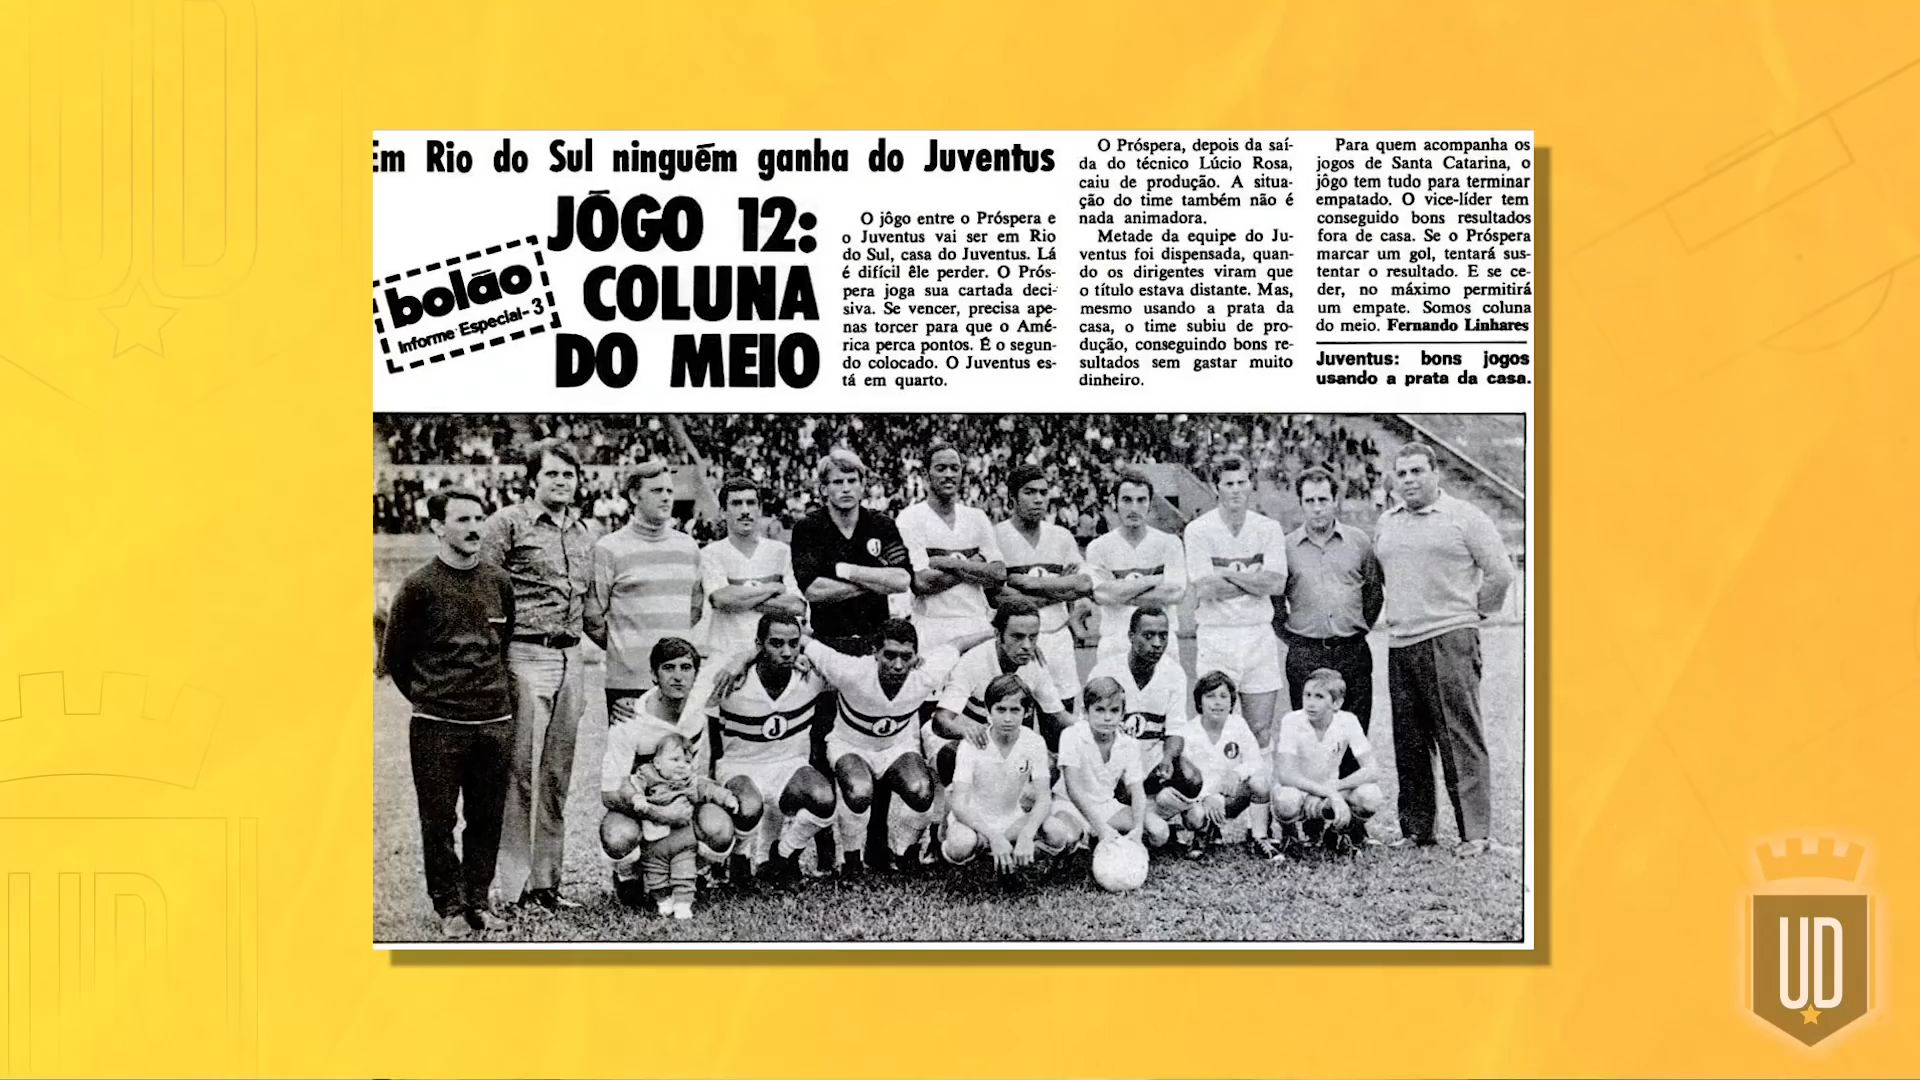 Em Rio do Sul ninguém ganha do Juventus
bolão
Informe Especial-3
JÔGO 12:
COLUNA
DO MEIO
O jôgo entre o Próspera e
o Juventus vai ser em Rio
do Sul, casa do Juventus. Lá
é difícil êle perder. O Prós-
pera joga sua cartada deci-
siva. Se vencer, precisa ape-
nas torcer para que o Amé-
rica perca pontos. É o segun-
do colocado. O Juventus es-
tá em quarto.
O Próspera, depois da saí-
da do técnico Lúcio Rosa,
caiu de produção. A situa-
ção do time também não é
nada animadora.
Metade da equipe do Ju-
ventus foi dispensada, quan-
do os dirigentes viram que
o título estava distante. Mas,
mesmo usando a prata da
casa, o time subiu de pro-
dução, conseguindo bons re-
sultados sem gastar muito
dinheiro.
Para quem acompanha os
jogos de Santa Catarina, o
jôgo tem tudo para terminar
empatado. O vice-líder tem
conseguido bons resultados
fora de casa. Se o Próspera
marcar um gol, tentará sus-
tentar o resultado. E se ce-
der, no máximo permitirá
um empate. Somos coluna
do meio. Fernando Linhares
Juventus: bons jogos
usando a prata da casa.
J
J
J
J
UD
UD
UD